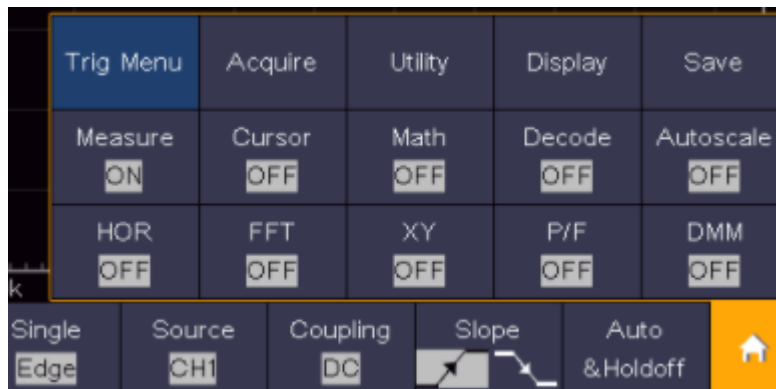 Trig Menu Acquire Utility Display Save
Measure Cursor Math Decode Autoscale
ON OFF OFF OFF OFF
HOR FFT XY P/F DMM
OFF OFF OFF OFF OFF
k
Single Source Coupling Slope Auto
Edge CH1 DC &Holdoff